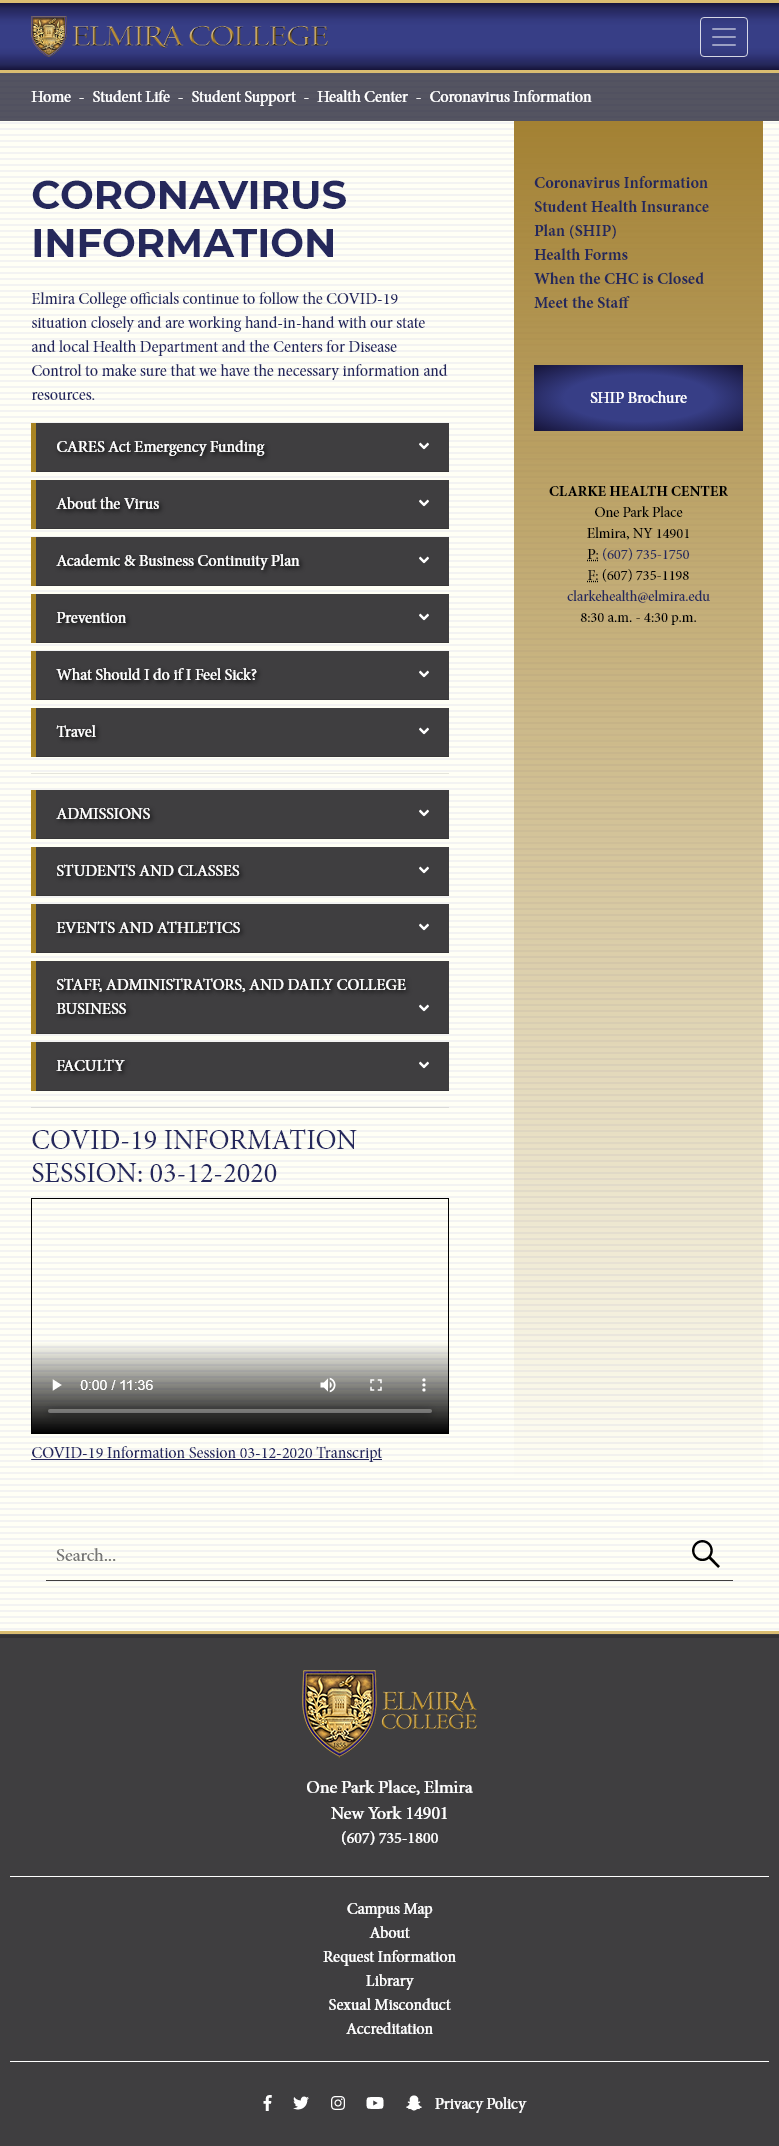 ELMIRA COLLEGE
Home - Student Life - Student Support - Health Center - Coronavirus Information
CORONAVIRUS
INFORMATION
Elmira College officials continue to follow the COVID-19
situation closely and are working hand-in-hand with our state
and local Health Department and the Centers for Disease
Control to make sure that we have the necessary information and
resources.
CARES Act Emergency Funding
About the Virus
Academic & Business Continuity Plan
Prevention
What Should I do if I Feel Sick?
Travel
ADMISSIONS
STUDENTS AND CLASSES
EVENTS AND ATHLETICS
STAFF, ADMINISTRATORS, AND DAILY COLLEGE
BUSINESS
FACULTY
COVID-19 INFORMATION
SESSION: 03-12-2020
0:00 / 11:36
COVID-19 Information Session 03-12-2020 Transcript
Coronavirus Information
Student Health Insurance
Plan (SHIP)
Health Forms
When the CHC is Closed
Meet the Staff
SHIP Brochure
CLARKE HEALTH CENTER
One Park Place
Elmira, NY 14901
P: (607) 735-1750
F: (607) 735-1198
clarkehealth@elmira.edu
8:30 a.m. - 4:30 p.m.
Search...
ELMIRA
COLLEGE
One Park Place, Elmira
New York 14901
(607) 735-1800
Campus Map
About
Request Information
Library
Sexual Misconduct
Accreditation
Privacy Policy